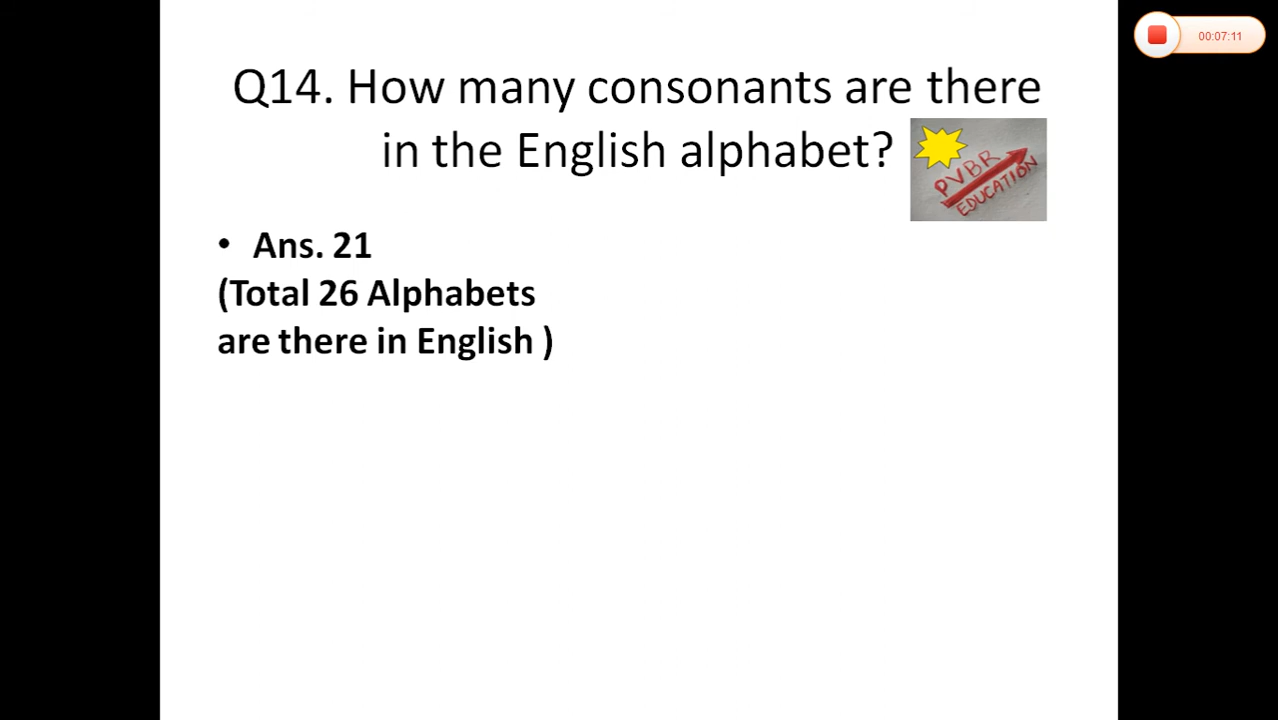 00:07:11
Q14. How many consonants are there
in the English alphabet?
PVBR
EDUCATION
• Ans. 21
(Total 26 Alphabets
are there in English )